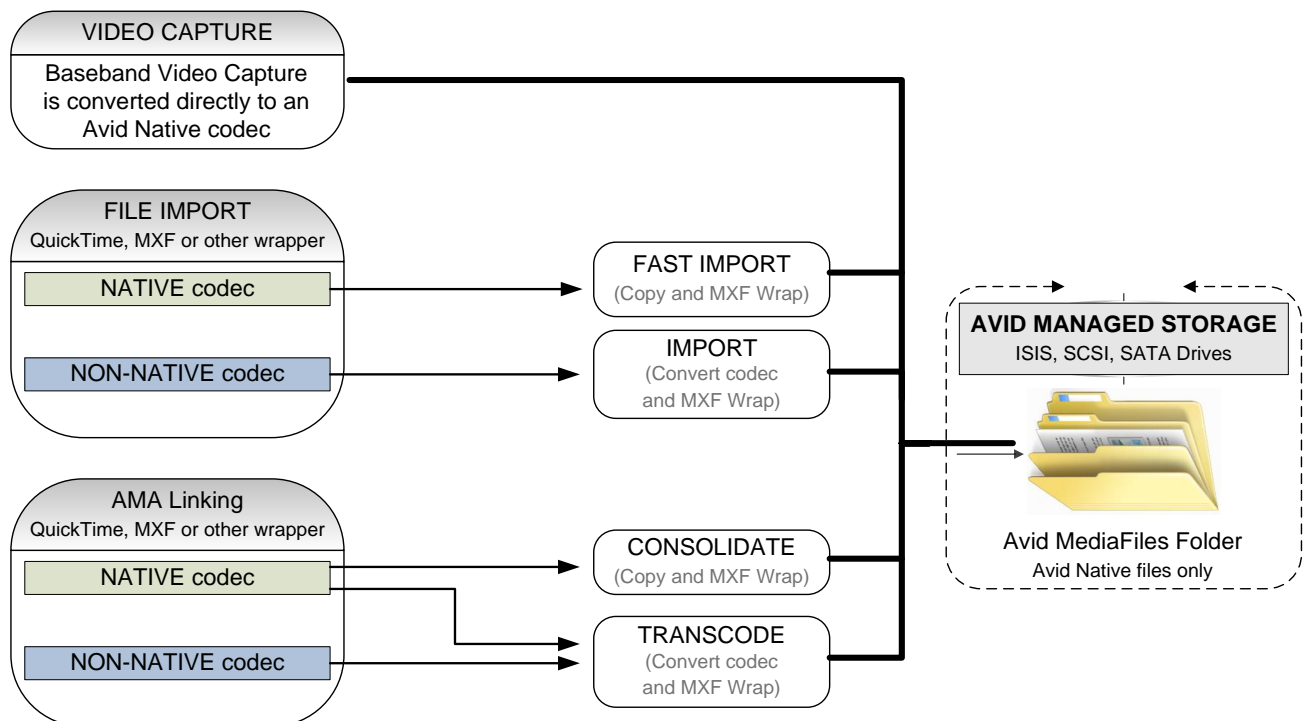 VIDEO CAPTURE
Baseband Video Capture
is converted directly to an
Avid Native codec
FILE IMPORT
QuickTime, MXF or other wrapper
NATIVE codec
NON-NATIVE codec
FAST IMPORT
(Copy and MXF Wrap)
IMPORT
(Convert codec
and MXF Wrap)
AMA Linking
QuickTime, MXF or other wrapper
NATIVE codec
NON-NATIVE codec
CONSOLIDATE
(Copy and MXF Wrap)
TRANSCODE
(Convert codec
and MXF Wrap)
AVID MANAGED STORAGE
ISIS, SCSI, SATA Drives
Avid MediaFiles Folder
Avid Native files only